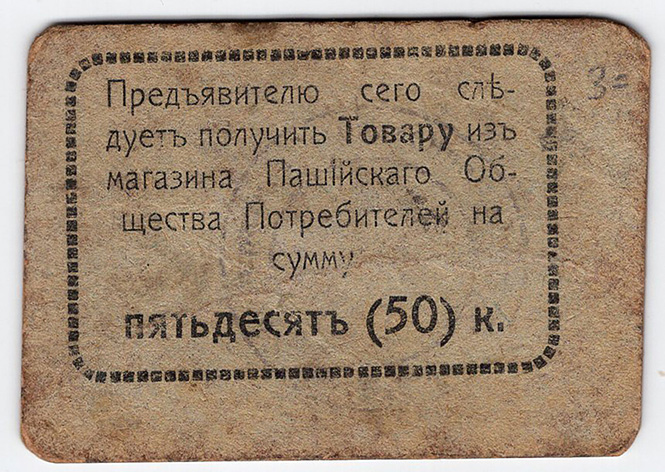 Предъявителю сего слѣ-
дуетъ получить Товару изъ
магазина Пашійскаго Об-
щества Потребителей на
сумму
пятьдесятъ (50) к.
3=